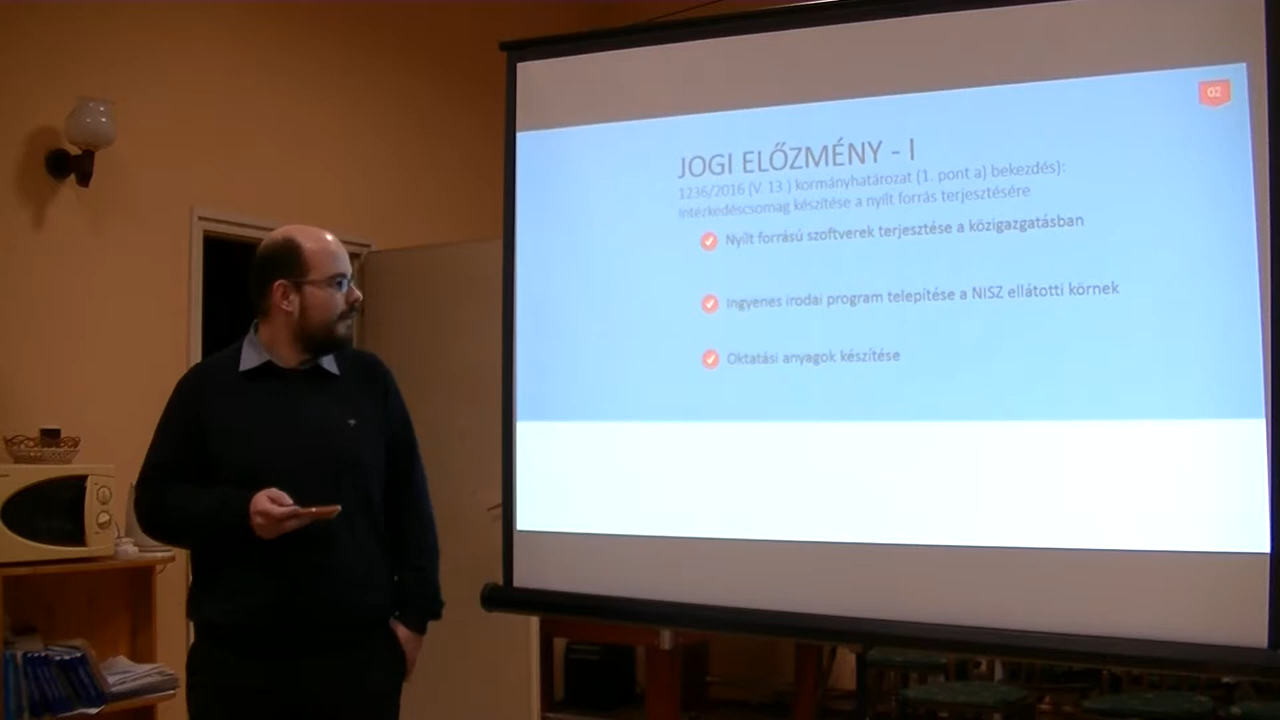 02
JOGI ELŐZMÉNY - I
1236/2016 (V. 13.) kormányhatározat (1. pont a) bekezdés):
Intézkedéscsomag készítése a nyílt forrás terjesztésére
Nyílt forrású szoftverek terjesztése a közigazgatásban
Ingyenes irodai program telepítése a NISZ ellátotti körnek
Oktatási anyagok készítése